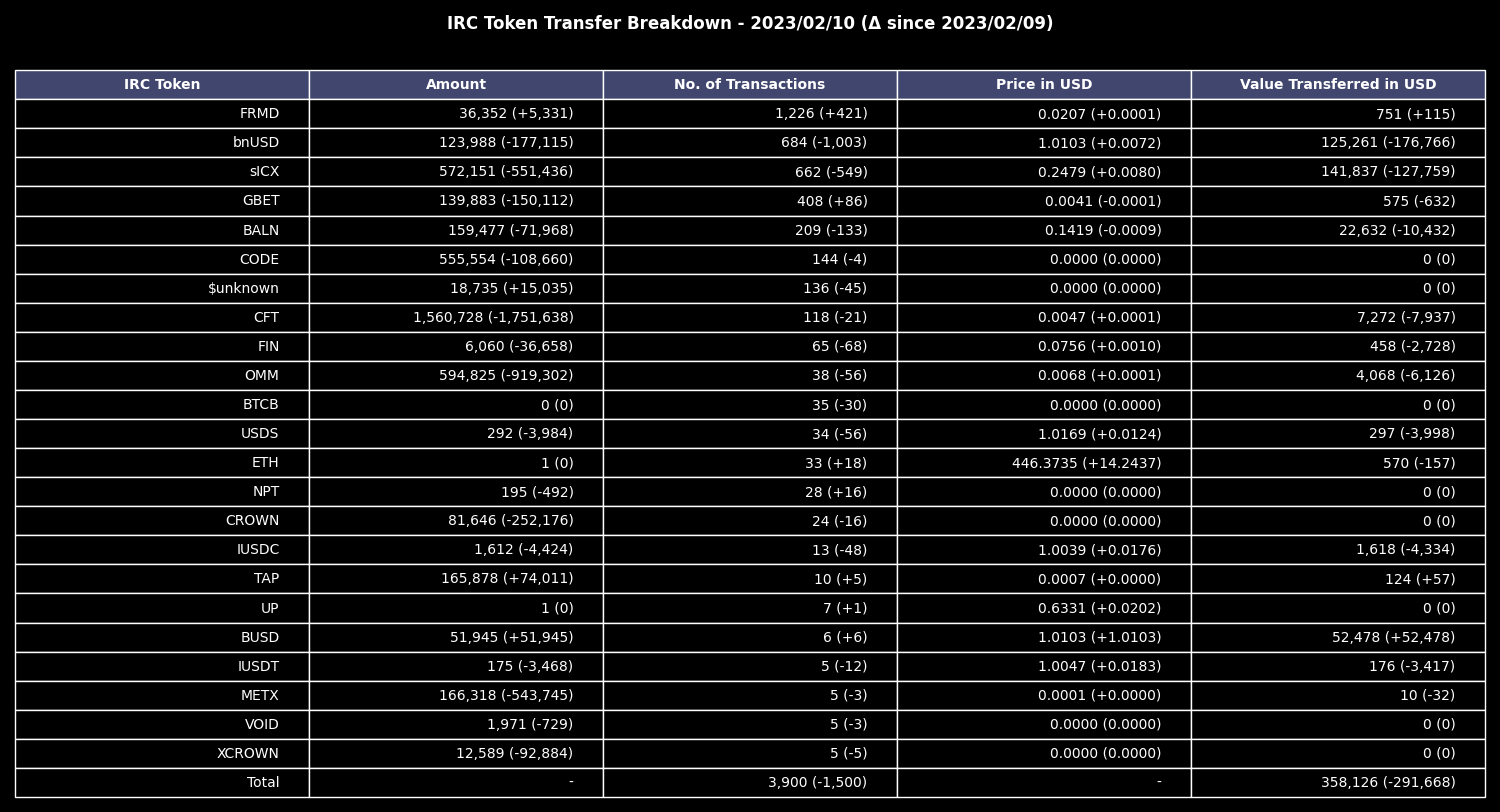 IRC Token Transfer Breakdown - 2023/02/10 (Δ since 2023/02/09)
IRC Token Amount No. of Transactions Price in USD Value Transferred in USD
FRMD 36,352 (+5,331) 1,226 (+421) 0.0207 (+0.0001) 751 (+115)
bnUSD 123,988 (-177,115) 684 (-1,003) 1.0103 (+0.0072) 125,261 (-176,766)
sICX 572,151 (-551,436) 662 (-549) 0.2479 (+0.0080) 141,837 (-127,759)
GBET 139,883 (-150,112) 408 (+86) 0.0041 (-0.0001) 575 (-632)
BALN 159,477 (-71,968) 209 (-133) 0.1419 (-0.0009) 22,632 (-10,432)
CODE 555,554 (-108,660) 144 (-4) 0.0000 (0.0000) 0 (0)
$unknown 18,735 (+15,035) 136 (-45) 0.0000 (0.0000) 0 (0)
CFT 1,560,728 (-1,751,638) 118 (-21) 0.0047 (+0.0001) 7,272 (-7,937)
FIN 6,060 (-36,658) 65 (-68) 0.0756 (+0.0010) 458 (-2,728)
OMM 594,825 (-919,302) 38 (-56) 0.0068 (+0.0001) 4,068 (-6,126)
BTCB 0 (0) 35 (-30) 0.0000 (0.0000) 0 (0)
USDS 292 (-3,984) 34 (-56) 1.0169 (+0.0124) 297 (-3,998)
ETH 1 (0) 33 (+18) 446.3735 (+14.2437) 570 (-157)
NPT 195 (-492) 28 (+16) 0.0000 (0.0000) 0 (0)
CROWN 81,646 (-252,176) 24 (-16) 0.0000 (0.0000) 0 (0)
IUSDC 1,612 (-4,424) 13 (-48) 1.0039 (+0.0176) 1,618 (-4,334)
TAP 165,878 (+74,011) 10 (+5) 0.0007 (+0.0000) 124 (+57)
UP 1 (0) 7 (+1) 0.6331 (+0.0202) 0 (0)
BUSD 51,945 (+51,945) 6 (+6) 1.0103 (+1.0103) 52,478 (+52,478)
IUSDT 175 (-3,468) 5 (-12) 1.0047 (+0.0183) 176 (-3,417)
METX 166,318 (-543,745) 5 (-3) 0.0001 (+0.0000) 10 (-32)
VOID 1,971 (-729) 5 (-3) 0.0000 (0.0000) 0 (0)
XCROWN 12,589 (-92,884) 5 (-5) 0.0000 (0.0000) 0 (0)
Total - 3,900 (-1,500) - 358,126 (-291,668)